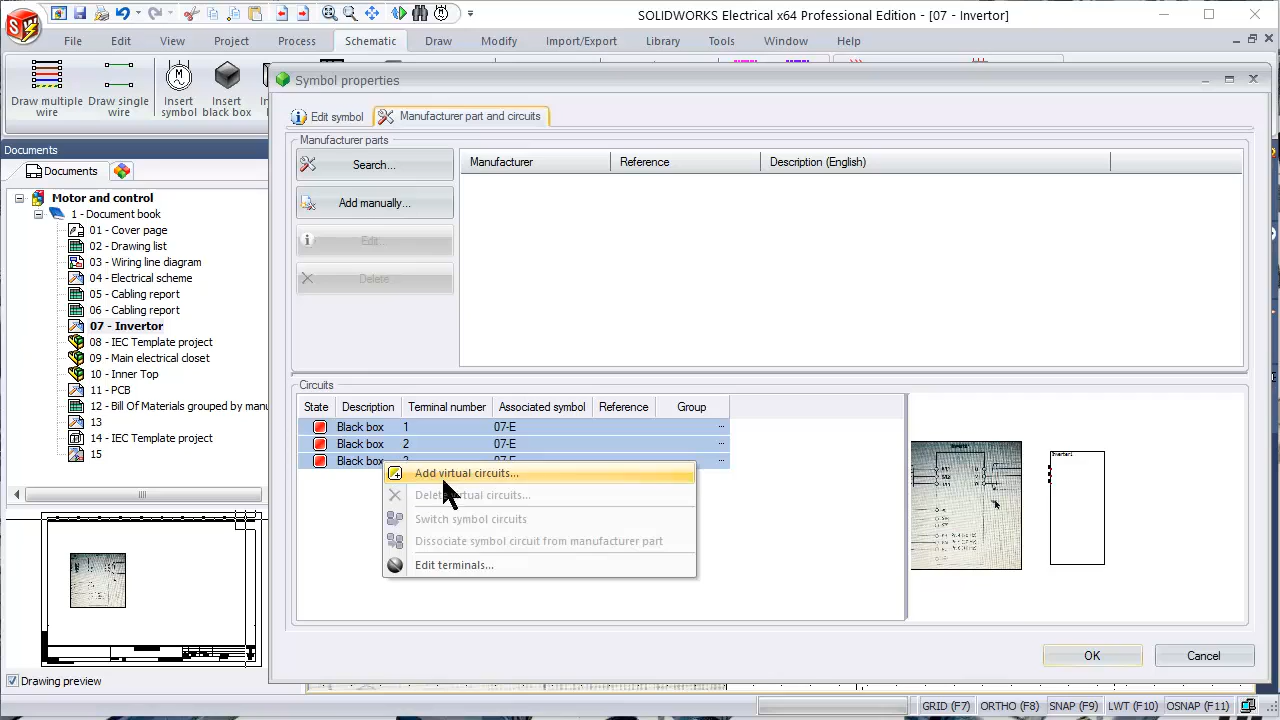 SOLIDWORKS Electrical x64 Professional Edition - [07 - Invertor]
File Edit View Project Process Schematic Draw Modify Import/Export Library Tools Window Help
Draw multiple wire
Draw single wire
Insert symbol
Insert black box
Symbol properties
Edit symbol
Manufacturer part and circuits
Documents
Documents
Motor and control
1 - Document book
01 - Cover page
02 - Drawing list
03 - Wiring line diagram
04 - Electrical scheme
05 - Cabling report
06 - Cabling report
07 - Invertor
08 - IEC Template project
09 - Main electrical closet
10 - Inner Top
11 - PCB
12 - Bill Of Materials grouped by manu
13
14 - IEC Template project
15
Drawing preview
Manufacturer parts
Search...
Add manually...
Edit...
Delete
Manufacturer Reference Description (English)
Circuits
State Description Terminal number Associated symbol Reference Group
Black box 1 07-E ...
Black box 2 07-E ...
Black box ...
Add virtual circuits...
Delete virtual circuits...
Switch symbol circuits
Dissociate symbol circuit from manufacturer part
Edit terminals...
OK
Cancel
GRID (F7) ORTHO (F8) SNAP (F9) LWT (F10) OSNAP (F11)